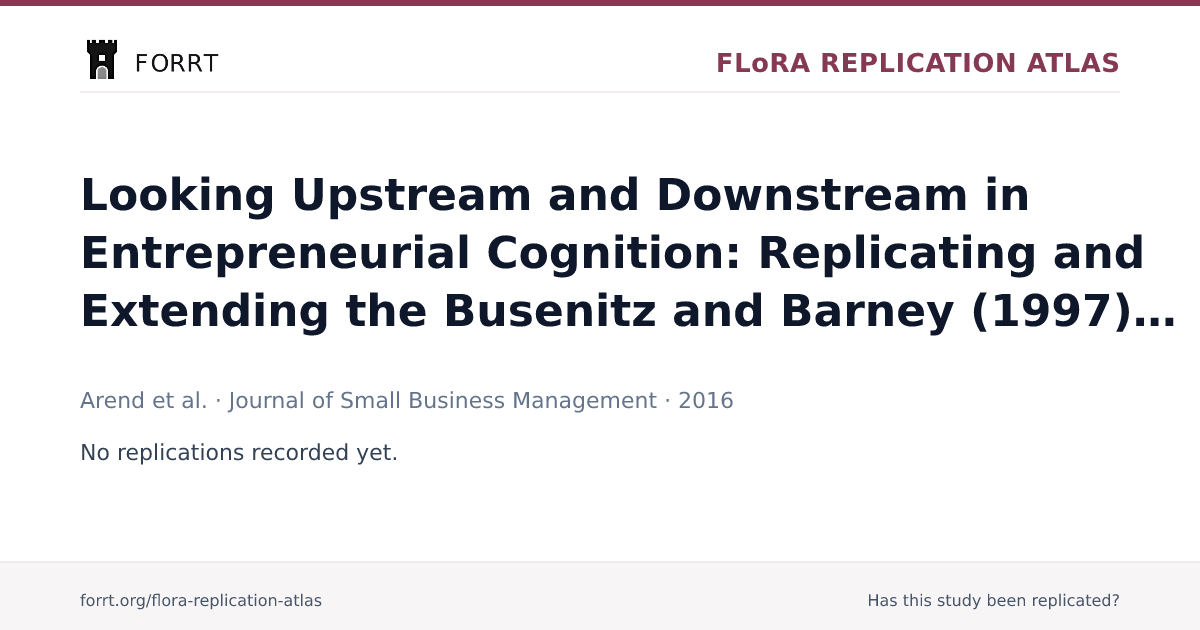 FORRT
FLoRA REPLICATION ATLAS
Looking Upstream and Downstream in
Entrepreneurial Cognition: Replicating and
Extending the Busenitz and Barney (1997)…
Arend et al. · Journal of Small Business Management · 2016
No replications recorded yet.
forrt.org/flora-replication-atlas
Has this study been replicated?